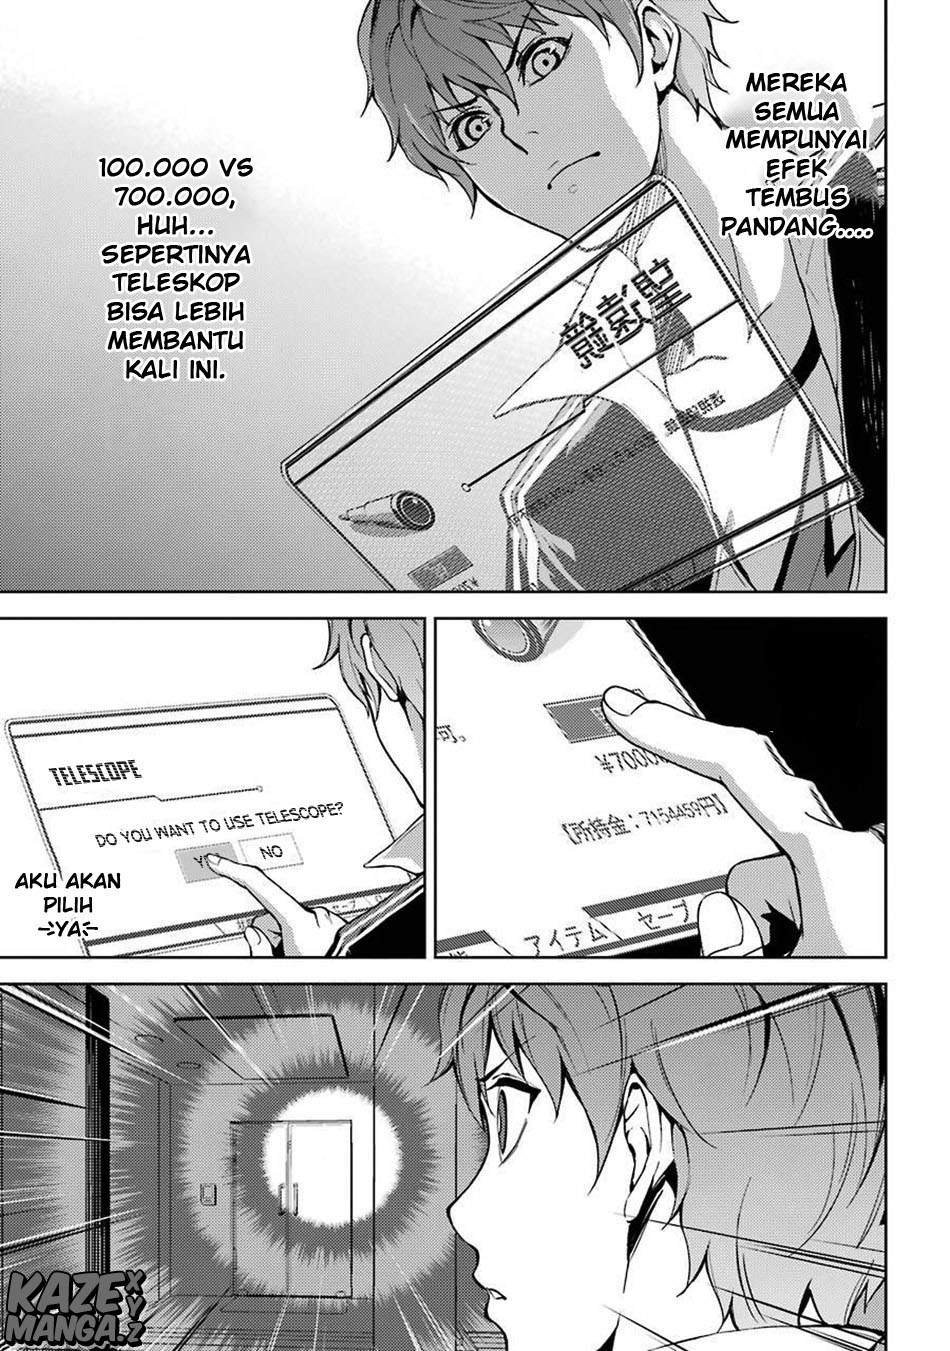 MEREKA
SEMUA
MEMPUNYAI
EFEK
TEMBUS
PANDANG....
100.000 VS
700.000,
HUH...
SEPERTINYA
TELESKOP
BISA LEBIH
MEMBANTU
KALI INI.
可。
【所持金：7154459円】
アイテム
セーブ
TELESCOPE
DO YOU WANT TO USE TELESCOPE?
NO
AKU AKAN
PILIH
-YA-
KAZE
MANGA.
XYZ